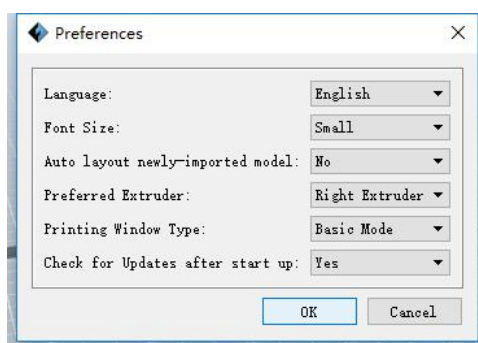 Preferences
Language: English
Font Size: Small
Auto layout newly-imported model: No
Preferred Extruder: Right Extruder
Printing Window Type: Basic Mode
Check for Updates after start up: Yes
OK Cancel